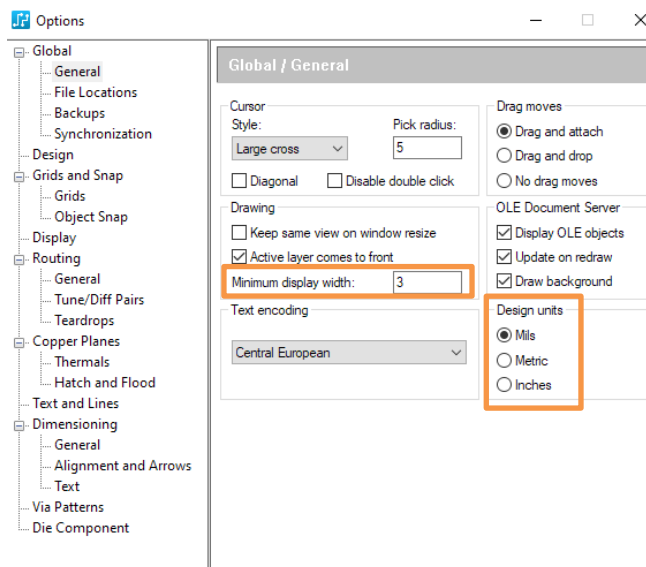 Options
Global
General
File Locations
Backups
Synchronization
Design
Grids and Snap
Grids
Object Snap
Display
Routing
General
Tune/Diff Pairs
Teardrops
Copper Planes
Thermals
Hatch and Flood
Text and Lines
Dimensioning
General
Alignment and Arrows
Text
Via Patterns
Die Component
Global / General
Cursor
Style:
Pick radius:
Large cross
5
Diagonal
Disable double click
Drag moves
Drag and attach
Drag and drop
No drag moves
Drawing
Keep same view on window resize
Active layer comes to front
Minimum display width:
3
OLE Document Server
Display OLE objects
Update on redraw
Draw background
Text encoding
Central European
Design units
Mils
Metric
Inches